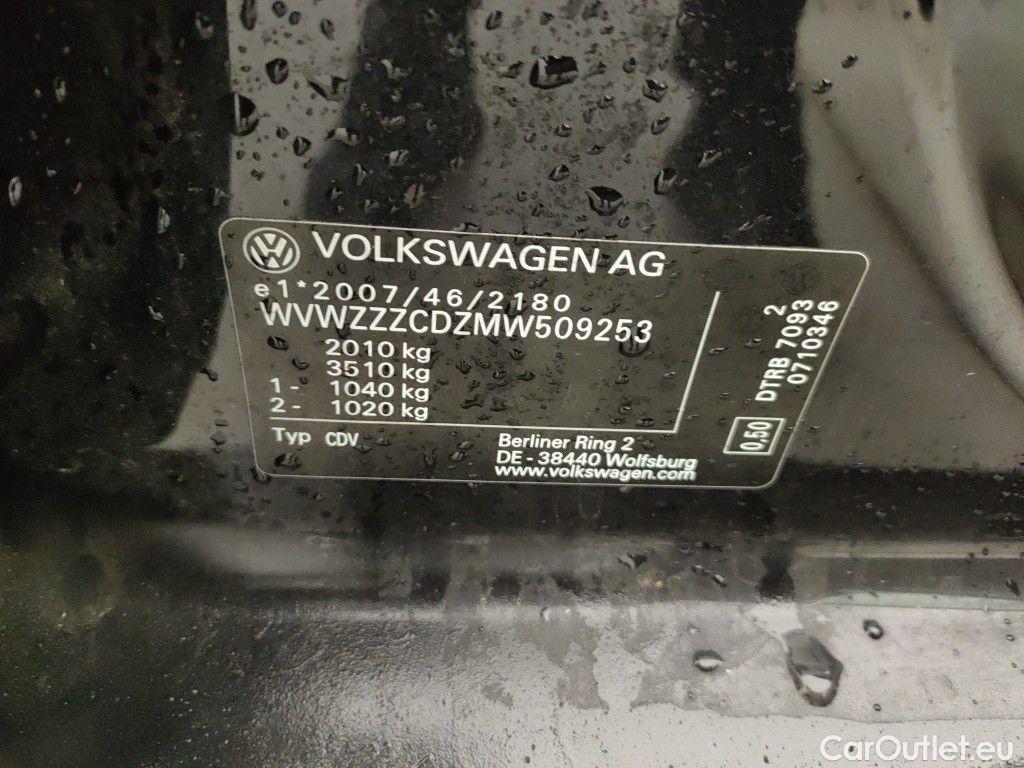 VOLKSWAGEN AG
e1*2007/46/2180
WVWZZZCDZMW509253
2010 kg
3510 kg
1 - 1040 kg
2 - 1020 kg
Typ CDV
Berliner Ring 2
DE - 38440 Wolfsburg
www.volkswagen.com
0,50
2
DTRB 7093
0710346
CarOutlet.eu